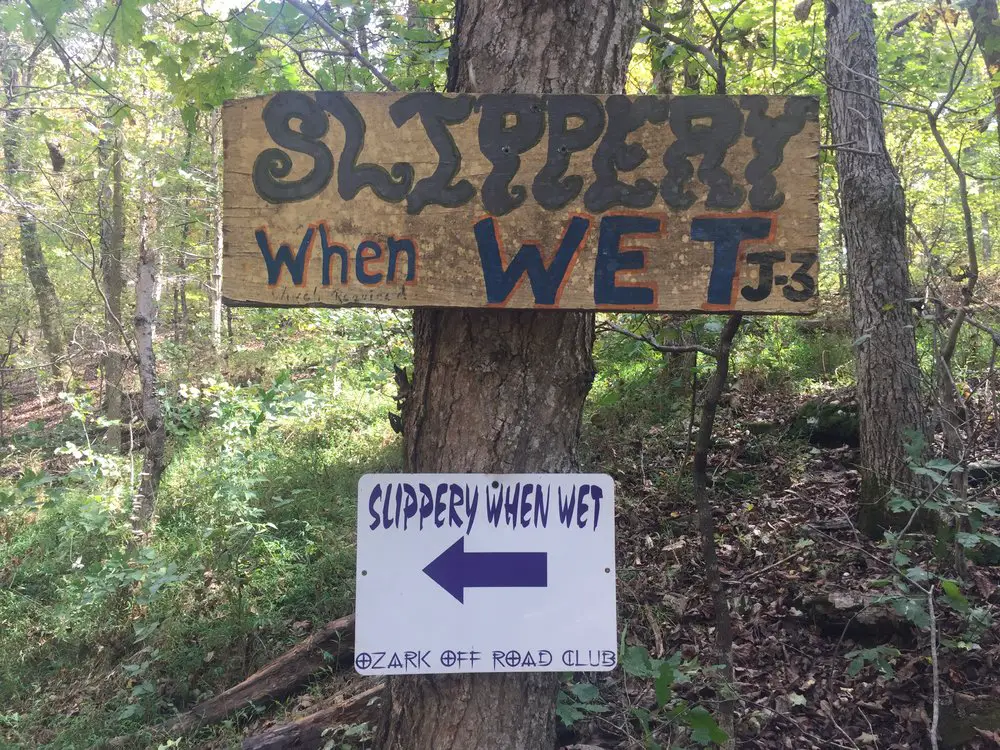 SLIPPERY
When WET J-3
SLIPPERY WHEN WET
OZARK OFF ROAD CLUB